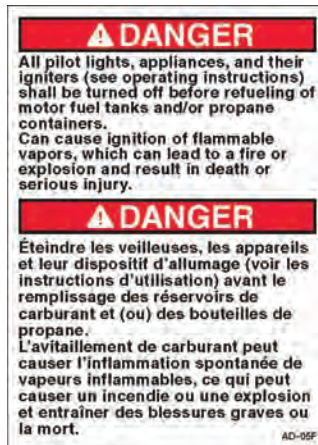 DANGER
All pilot lights, appliances, and their
igniters (see operating instructions)
shall be turned off before refueling of
motor fuel tanks and/or propane
containers.
Can cause ignition of flammable
vapors, which can lead to a fire or
explosion and result in death or
serious injury.
DANGER
Éteindre les veilleuses, les appareils
et leur dispositif d'allumage (voir les
instructions d'utilisation) avant le
remplissage des réservoirs de
carburant et (ou) des bouteilles de
propane.
L'avitaillement de carburant peut
causer l'inflammation spontanée de
vapeurs inflammables, ce qui peut
causer un incendie ou une explosion
et entraîner des blessures graves ou
la mort.
AD-05F